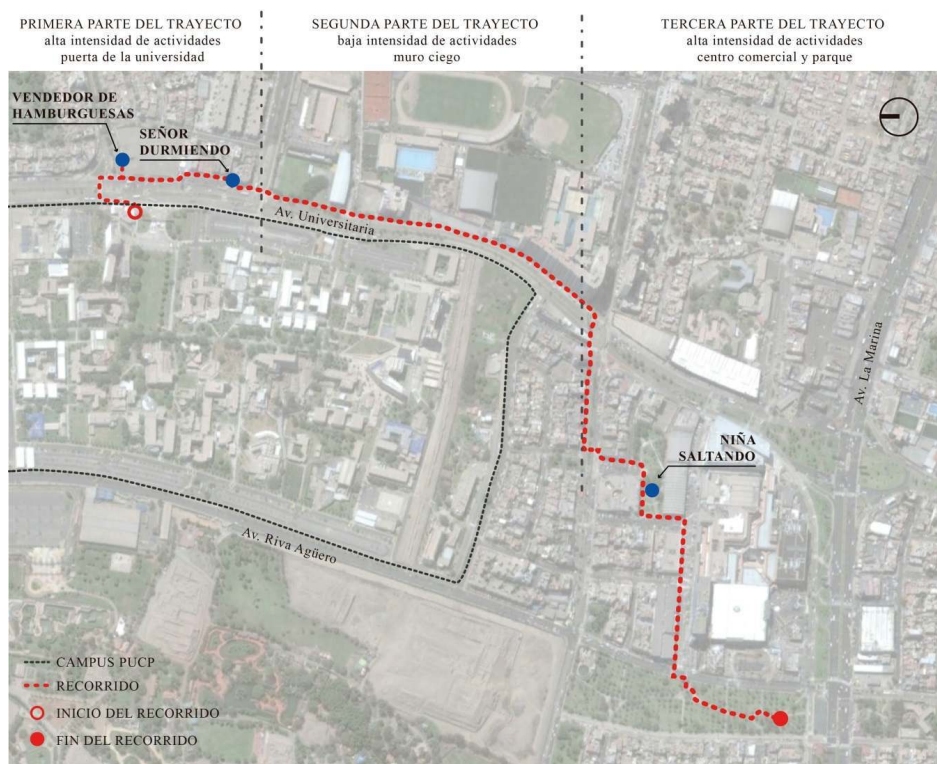 PRIMERA PARTE DEL TRAYECTO
alta intensidad de actividades
puerta de la universidad
SEGUNDA PARTE DEL TRAYECTO
baja intensidad de actividades
muro ciego
TERCERA PARTE DEL TRAYECTO
alta intensidad de actividades
centro comercial y parque
VENDEDOR DE
HAMBURGUESAS
SEÑOR
DURMIENDO
Av. Universitaria
Av. La Marina
NIÑA
SALTANDO
Av. Riva Agüero
CAMPUS PUCP
RECORRIDO
INICIO DEL RECORRIDO
FIN DEL RECORRIDO